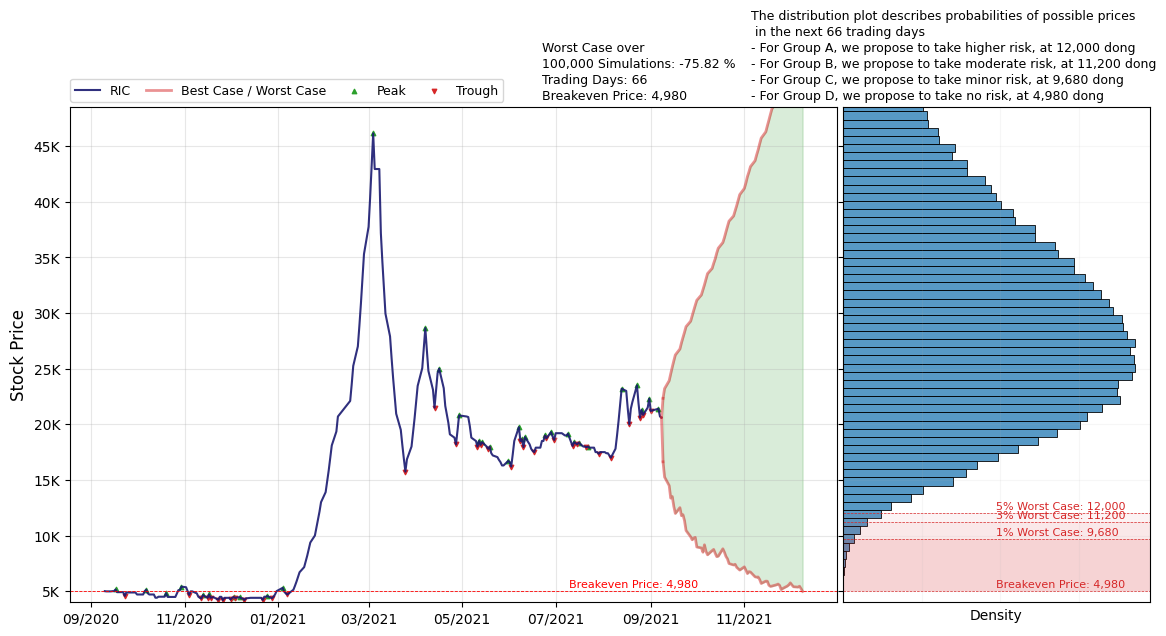 The distribution plot describes probabilities of possible prices
in the next 66 trading days
- For Group A, we propose to take higher risk, at 12,000 dong
- For Group B, we propose to take moderate risk, at 11,200 dong
- For Group C, we propose to take minor risk, at 9,680 dong
- For Group D, we propose to take no risk, at 4,980 dong
Worst Case over
100,000 Simulations: -75.82 %
Trading Days: 66
Breakeven Price: 4,980
RIC
Best Case / Worst Case
Peak
Trough
Stock Price
45K
40K
35K
30K
25K
20K
15K
10K
5K
Breakeven Price: 4,980
09/2020
11/2020
01/2021
03/2021
05/2021
07/2021
09/2021
11/2021
5% Worst Case: 12,000
3% Worst Case: 11,200
1% Worst Case: 9,680
Breakeven Price: 4,980
Density